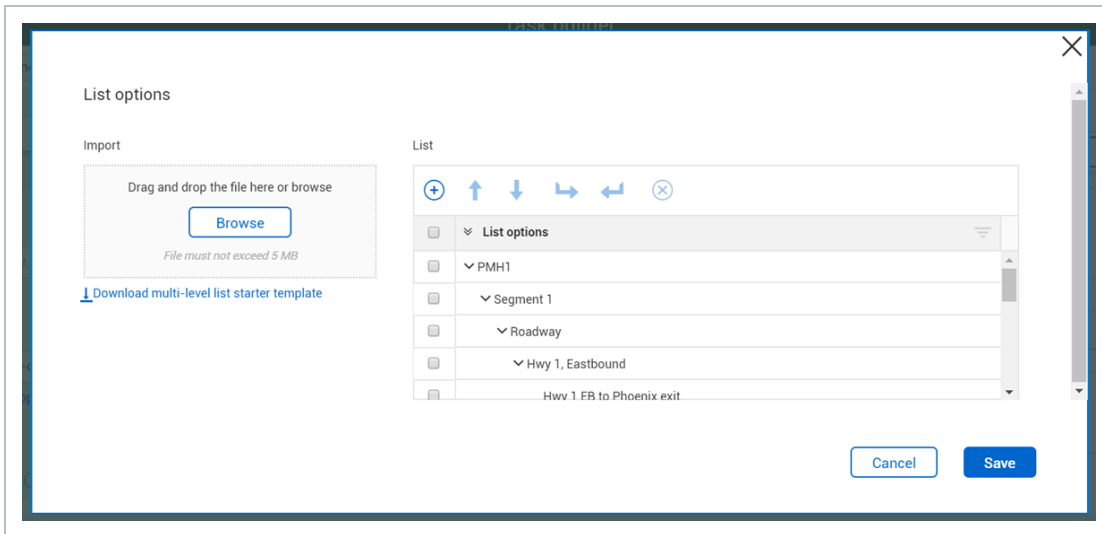 List options
Import
Drag and drop the file here or browse
Browse
File must not exceed 5 MB
Download multi-level list starter template
List
List options
PMH1
Segment 1
Roadway
Hwy 1, Eastbound
Hwy 1 EB to Phoenix exit
Cancel
Save